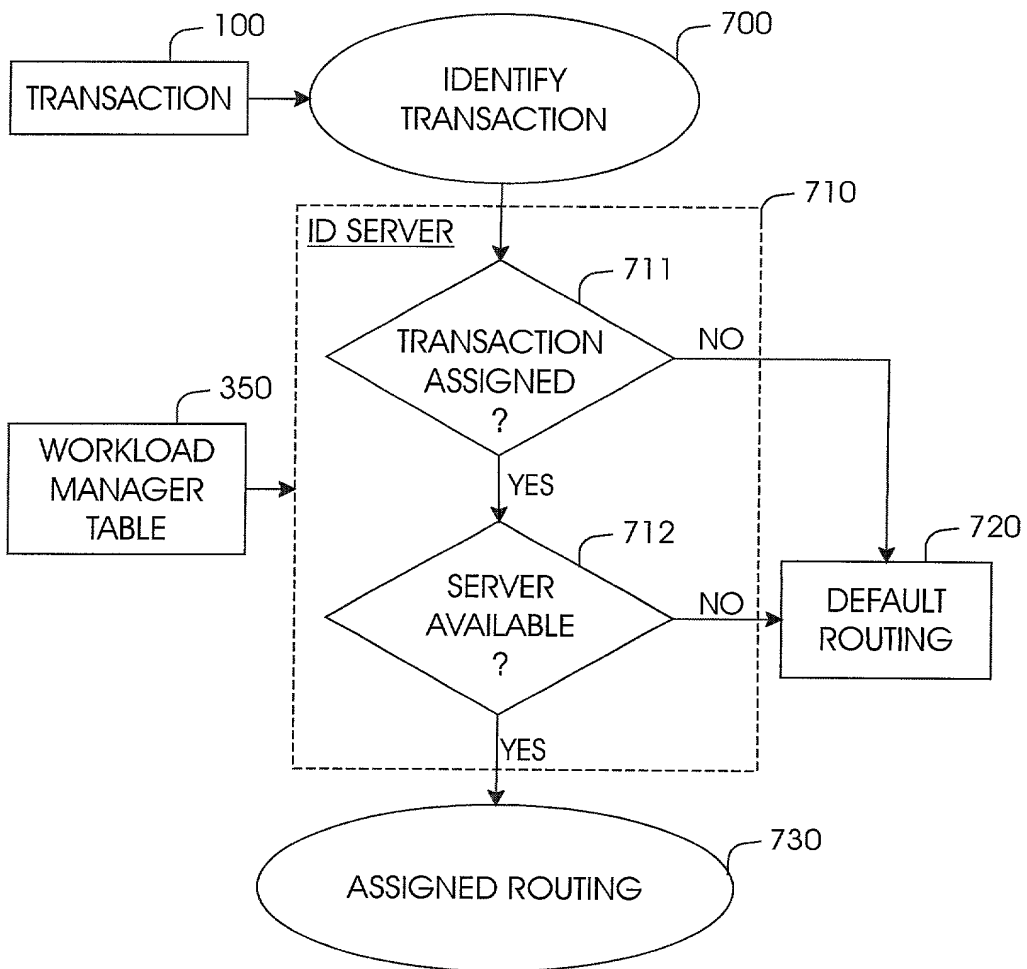 100
TRANSACTION
700
IDENTIFY
TRANSACTION
710
ID SERVER
711
TRANSACTION
ASSIGNED
?
NO
YES
350
WORKLOAD
MANAGER
TABLE
712
SERVER
AVAILABLE
?
NO
YES
720
DEFAULT
ROUTING
730
ASSIGNED ROUTING